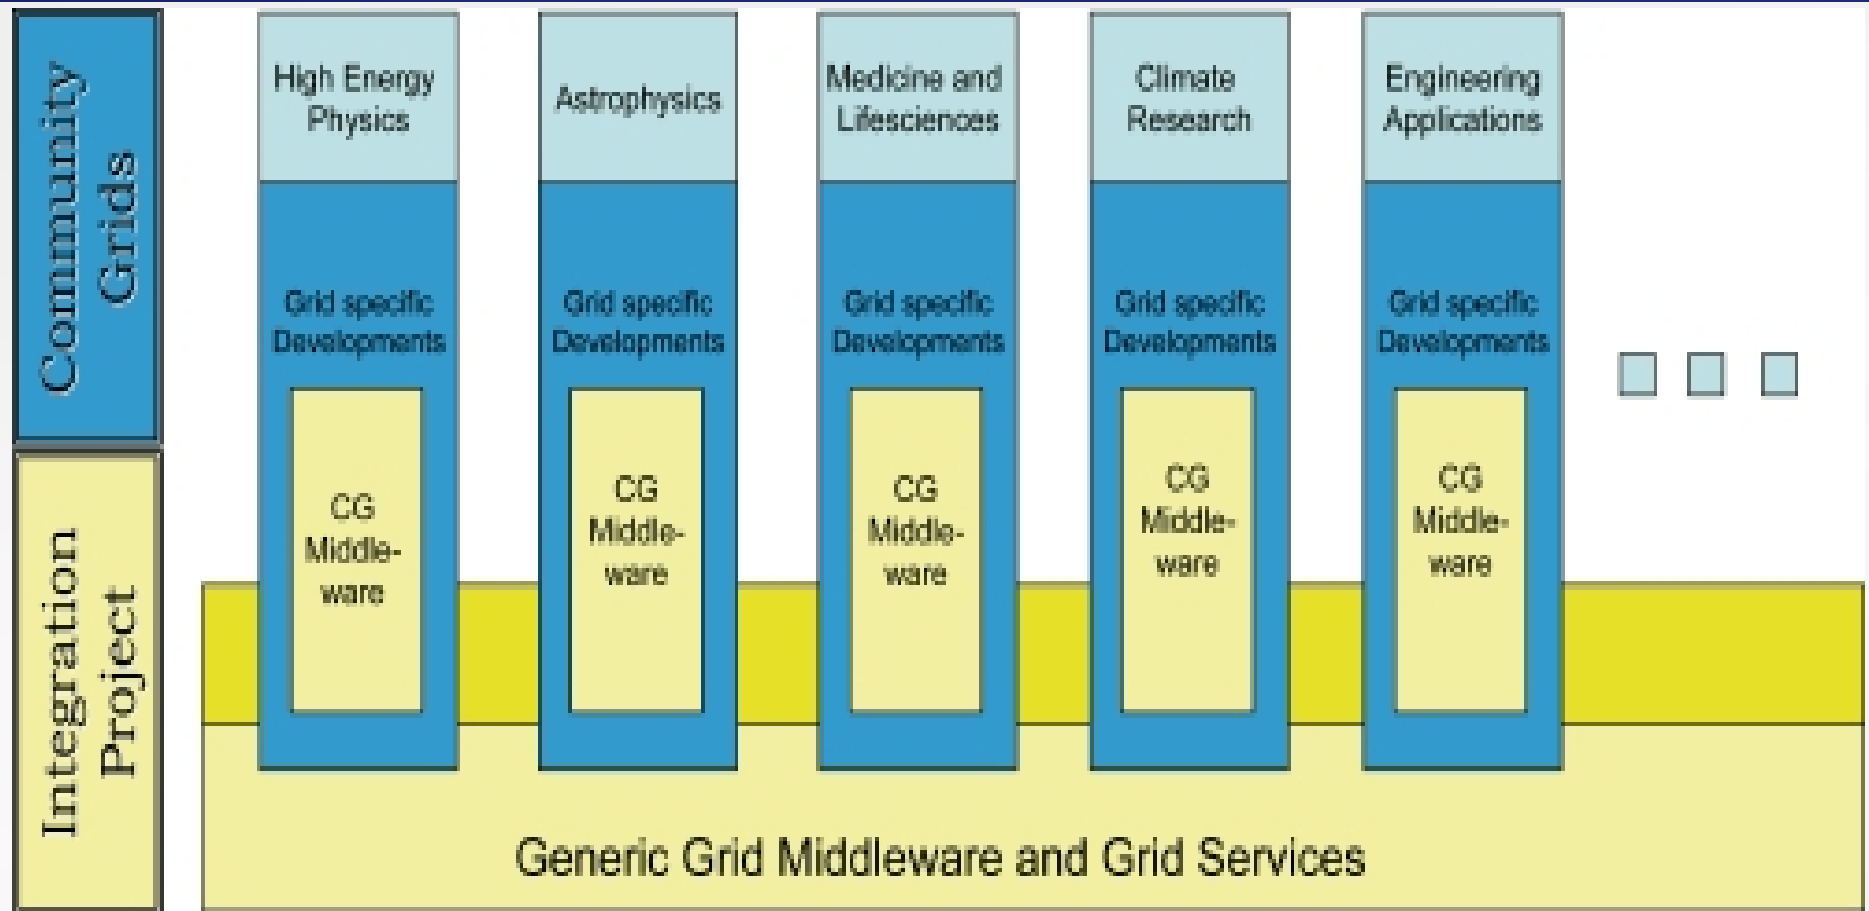 Community
Grids
Integration
Project
High Energy
Physics
Astrophysics
Medicine and
Lifesciences
Climate
Research
Engineering
Applications
Grid specific
Developments
Grid specific
Developments
Grid specific
Developments
Grid specific
Developments
Grid specific
Developments
CG
Middle-
ware
CG
Middle-
ware
CG
Middle-
ware
CG
Middle-
ware
CG
Middle-
ware
Generic Grid Middleware and Grid Services